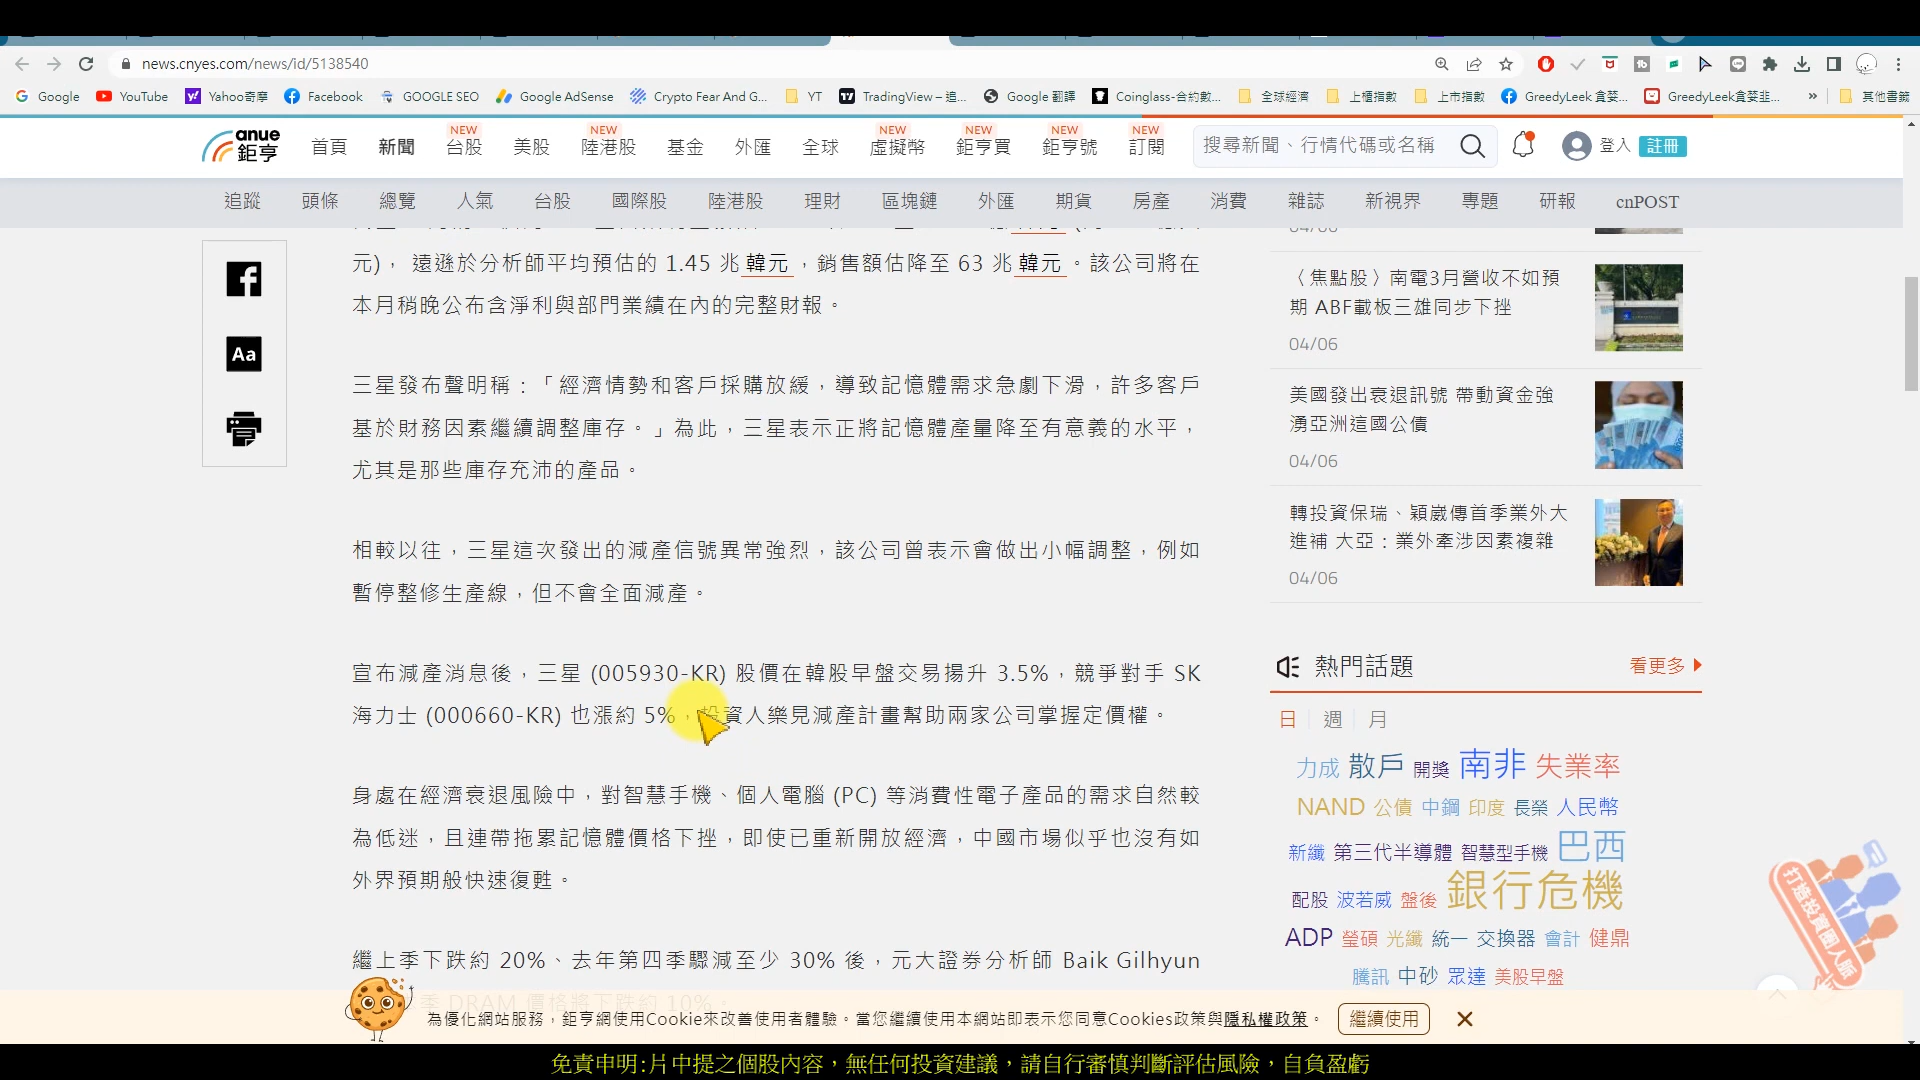 news.cnyes.com/news/id/5138540
Google YouTube Yahoo奇摩 Facebook GOOGLE SEO Google AdSense Crypto Fear And G... YT TradingView – 追... Google 翻譯 Coinglass-合約數... 全球經濟 上櫃指數 上市指數 GreedyLeek 貪婪... GreedyLeek貪婪韭... » 其他書籤
anue
鉅亨
NEW NEW NEW NEW NEW NEW
首頁 新聞 台股 美股 陸港股 基金 外匯 全球 虛擬幣 鉅亨買 鉅亨號 訂閱 搜尋新聞、行情代碼或名稱 登入 註冊
追蹤 頭條 總覽 人氣 台股 國際股 陸港股 理財 區塊鏈 外匯 期貨 房產 消費 雜誌 新視界 專題 研報 cnPOST
元)， 遠遜於分析師平均預估的 1.45 兆韓元，銷售額估降至 63 兆韓元。該公司將在
本月稍晚公布含淨利與部門業績在內的完整財報。
Aa
三星發布聲明稱：「經濟情勢和客戶採購放緩，導致記憶體需求急劇下滑，許多客戶
基於財務因素繼續調整庫存。」為此，三星表示正將記憶體產量降至有意義的水平，
尤其是那些庫存充沛的產品。
相較以往，三星這次發出的減產信號異常強烈，該公司曾表示會做出小幅調整，例如
暫停整修生產線，但不會全面減產。
宣布減產消息後，三星 (005930-KR) 股價在韓股早盤交易揚升 3.5%，競爭對手 SK
海力士 (000660-KR) 也漲約 5%，投資人樂見減產計畫幫助兩家公司掌握定價權。
身處在經濟衰退風險中，對智慧手機、個人電腦 (PC) 等消費性電子產品的需求自然較
為低迷，且連帶拖累記憶體價格下挫，即使已重新開放經濟，中國市場似乎也沒有如
外界預期般快速復甦。
繼上季下跌約 20%、去年第四季驟減至少 30% 後，元大證券分析師 Baik Gilhyun
季 DRAM 價格將下跌約 10%。
04/06
〈焦點股〉南電3月營收不如預
期 ABF載板三雄同步下挫
04/06
美國發出衰退訊號 帶動資金強
湧亞洲這國公債
04/06
轉投資保瑞、穎崴傳首季業外大
進補 大亞：業外牽涉因素複雜
04/06
熱門話題 看更多
日 週 月
力成 散戶 開獎 南非 失業率
NAND 公債 中鋼 印度 長榮 人民幣
新纖 第三代半導體 智慧型手機 巴西
配股 波若威 盤後 銀行危機
ADP 瑩碩 光纖 統一 交換器 會計 健鼎
騰訊 中砂 眾達 美股早盤
打造投資圈人脈
為優化網站服務，鉅亨網使用Cookie來改善使用者體驗。當您繼續使用本網站即表示您同意Cookies政策與隱私權政策。 繼續使用
免責申明:片中提之個股內容，無任何投資建議，請自行審慎判斷評估風險，自負盈虧